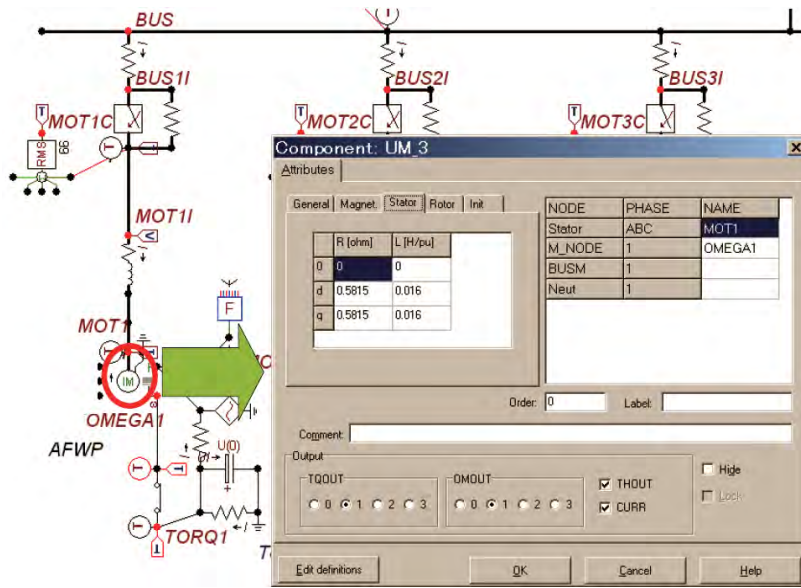 BUS
BUS1I
BUS2I
BUS3I
MOT1C
MOT2C
MOT3C
T
T
T
RMS
66
T
T
I
I
I
MOT1I
V
I
MOT1
T
T
IM
F
ω
OMEGA1
AFWP
U(0)
+
I
I
T
T
T
TORQ1
T
I
Component: UM_3
Attributes
General Magnet. Stator Rotor Init
R [ohm] L [H/pu]
0 0 0
d 0.5815 0.016
q 0.5815 0.016
NODE PHASE NAME
Stator ABC MOT1
M_NODE 1 OMEGA1
BUSM 1
Neut 1
Order: 0 Label:
Comment:
Output
TQOUT
0 1 2 3
OMOUT
0 1 2 3
THOUT
CURR
Hide
Lock
Edit definitions OK Cancel Help